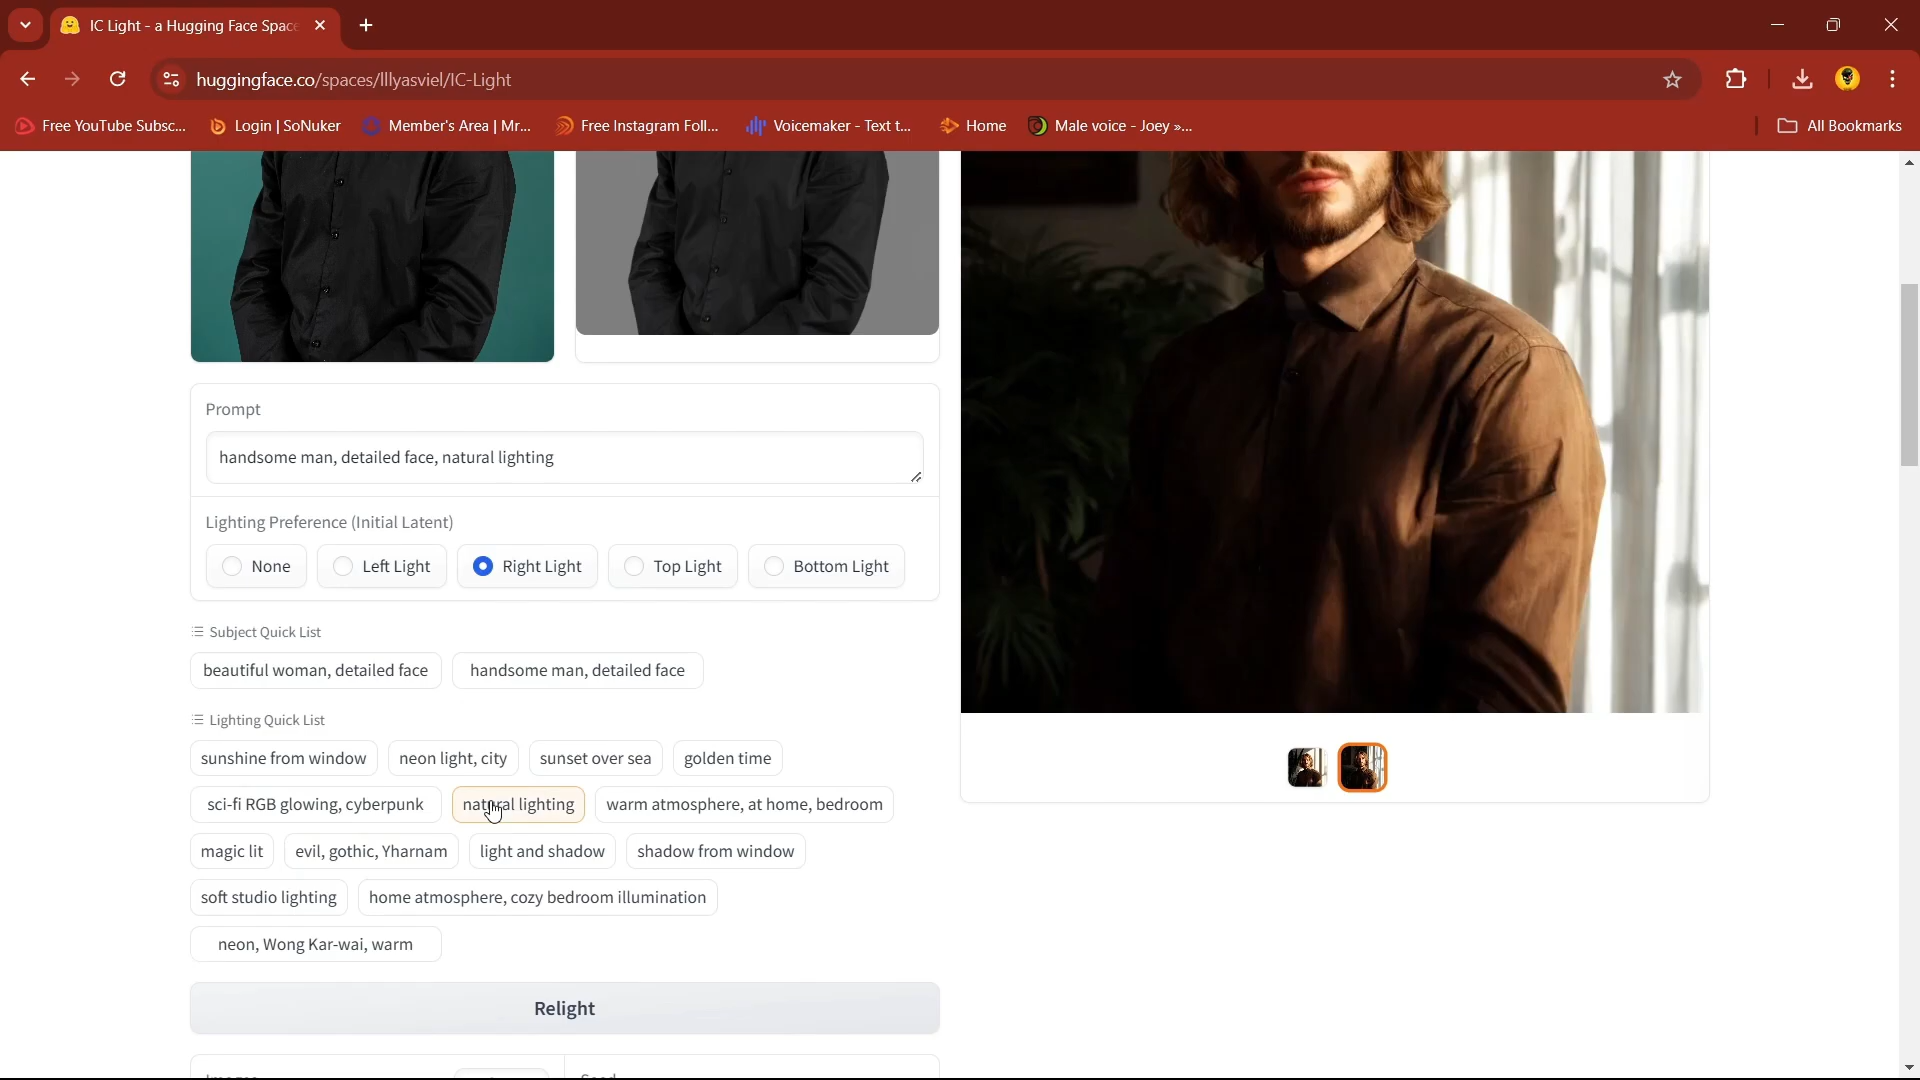 IC Light - a Hugging Face Space
huggingface.co/spaces/lllyasviel/IC-Light
Free YouTube Subsc... Login | SoNuker Member's Area | Mr... Free Instagram Foll... Voicemaker - Text t... Home Male voice - Joey »... All Bookmarks
Prompt
handsome man, detailed face, natural lighting
Lighting Preference (Initial Latent)
None Left Light Right Light Top Light Bottom Light
Subject Quick List
beautiful woman, detailed face handsome man, detailed face
Lighting Quick List
sunshine from window neon light, city sunset over sea golden time
sci-fi RGB glowing, cyberpunk natural lighting warm atmosphere, at home, bedroom
magic lit evil, gothic, Yharnam light and shadow shadow from window
soft studio lighting home atmosphere, cozy bedroom illumination
neon, Wong Kar-wai, warm
Relight